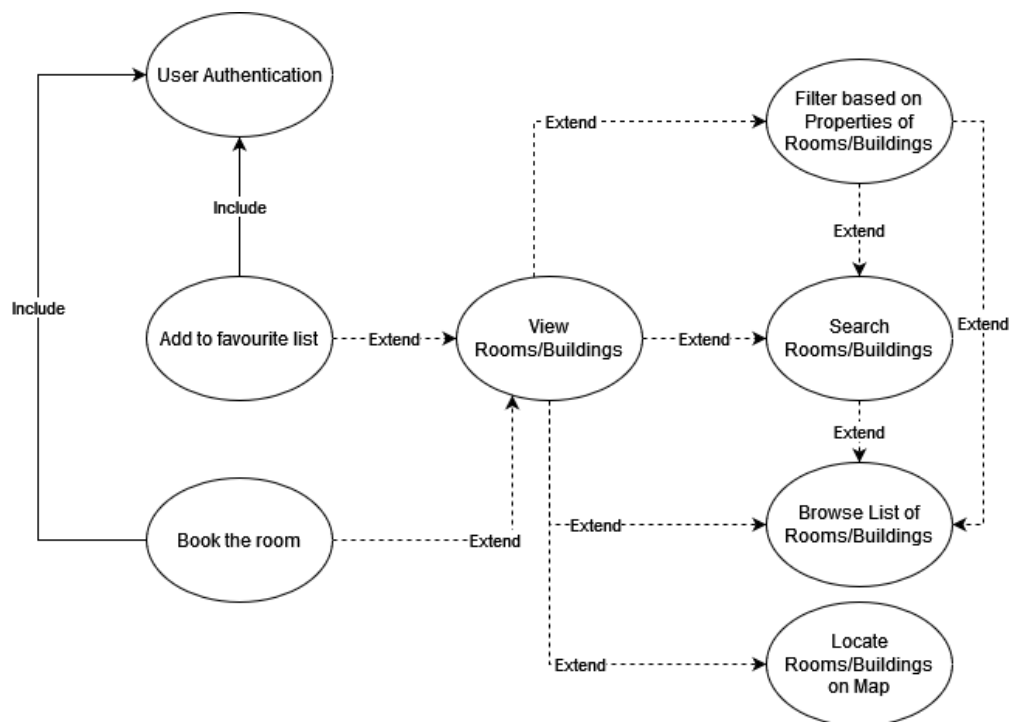 User Authentication
Filter based on
Properties of
Rooms/Buildings
Extend
Include
Extend
Extend
Include
Add to favourite list
Extend
View
Rooms/Buildings
Extend
Search
Rooms/Buildings
Extend
Book the room
Extend
Extend
Browse List of
Rooms/Buildings
Extend
Locate
Rooms/Buildings
on Map